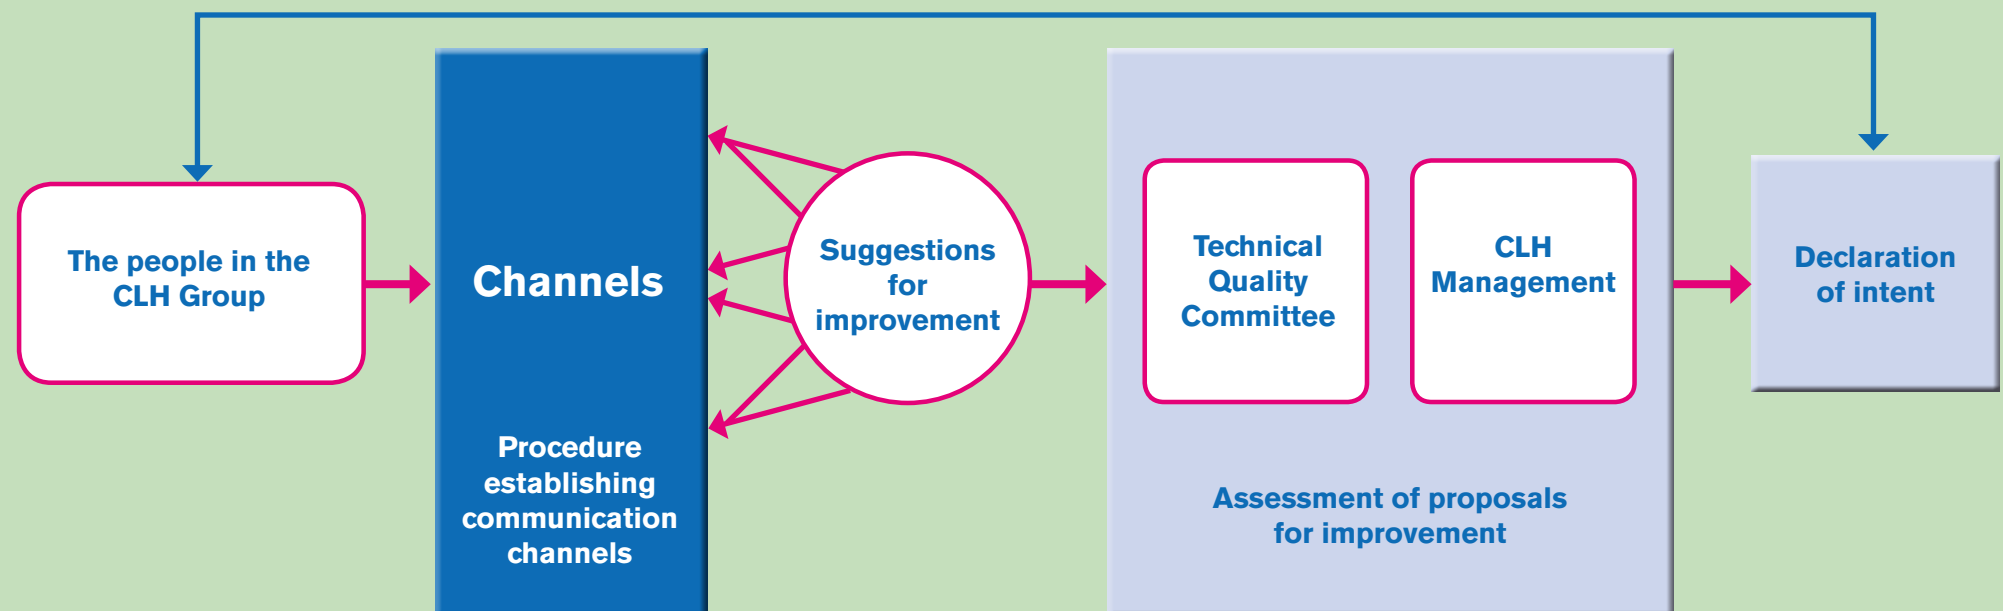 The people in the
CLH Group
Channels
Procedure
establishing
communication
channels
Suggestions
for
improvement
Technical
Quality
Committee
CLH
Management
Assessment of proposals
for improvement
Declaration
of intent